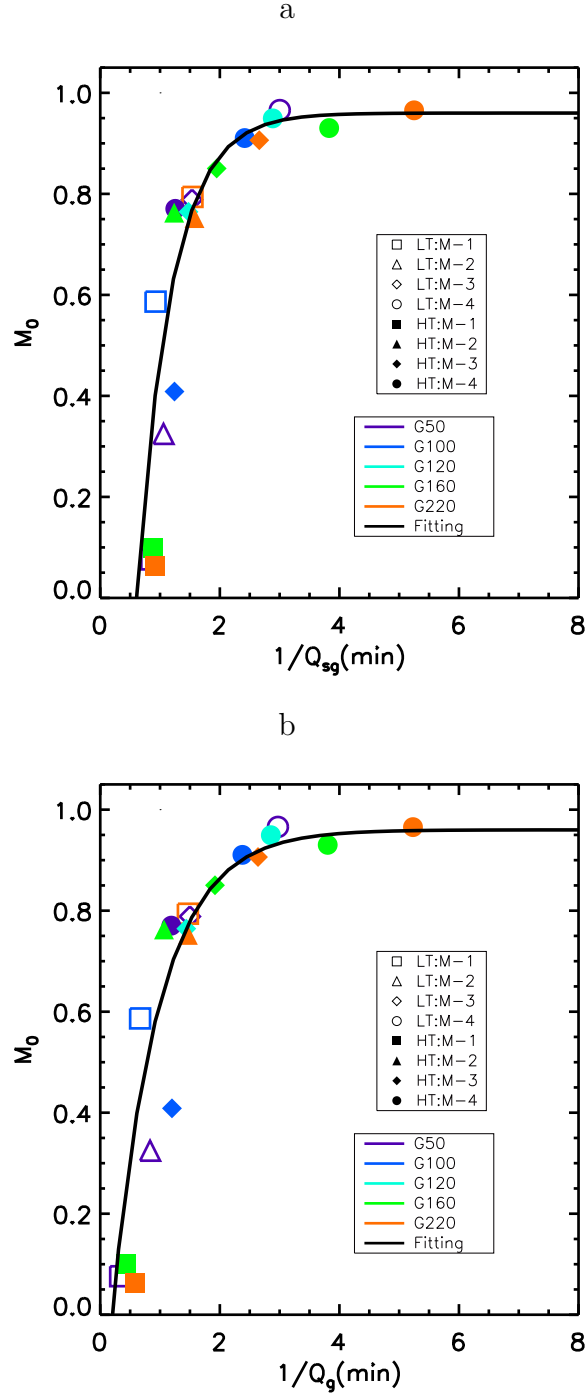 a
1.0
0.8
0.6
0.4
0.2
0.0
M₀
LT:M−1
LT:M−2
LT:M−3
LT:M−4
HT:M−1
HT:M−2
HT:M−3
HT:M−4
G50
G100
G120
G160
G220
Fitting
0 2 4 6 8
1/Qsg(min)
b
1.0
0.8
0.6
0.4
0.2
0.0
M₀
LT:M−1
LT:M−2
LT:M−3
LT:M−4
HT:M−1
HT:M−2
HT:M−3
HT:M−4
G50
G100
G120
G160
G220
Fitting
0 2 4 6 8
1/Qg(min)